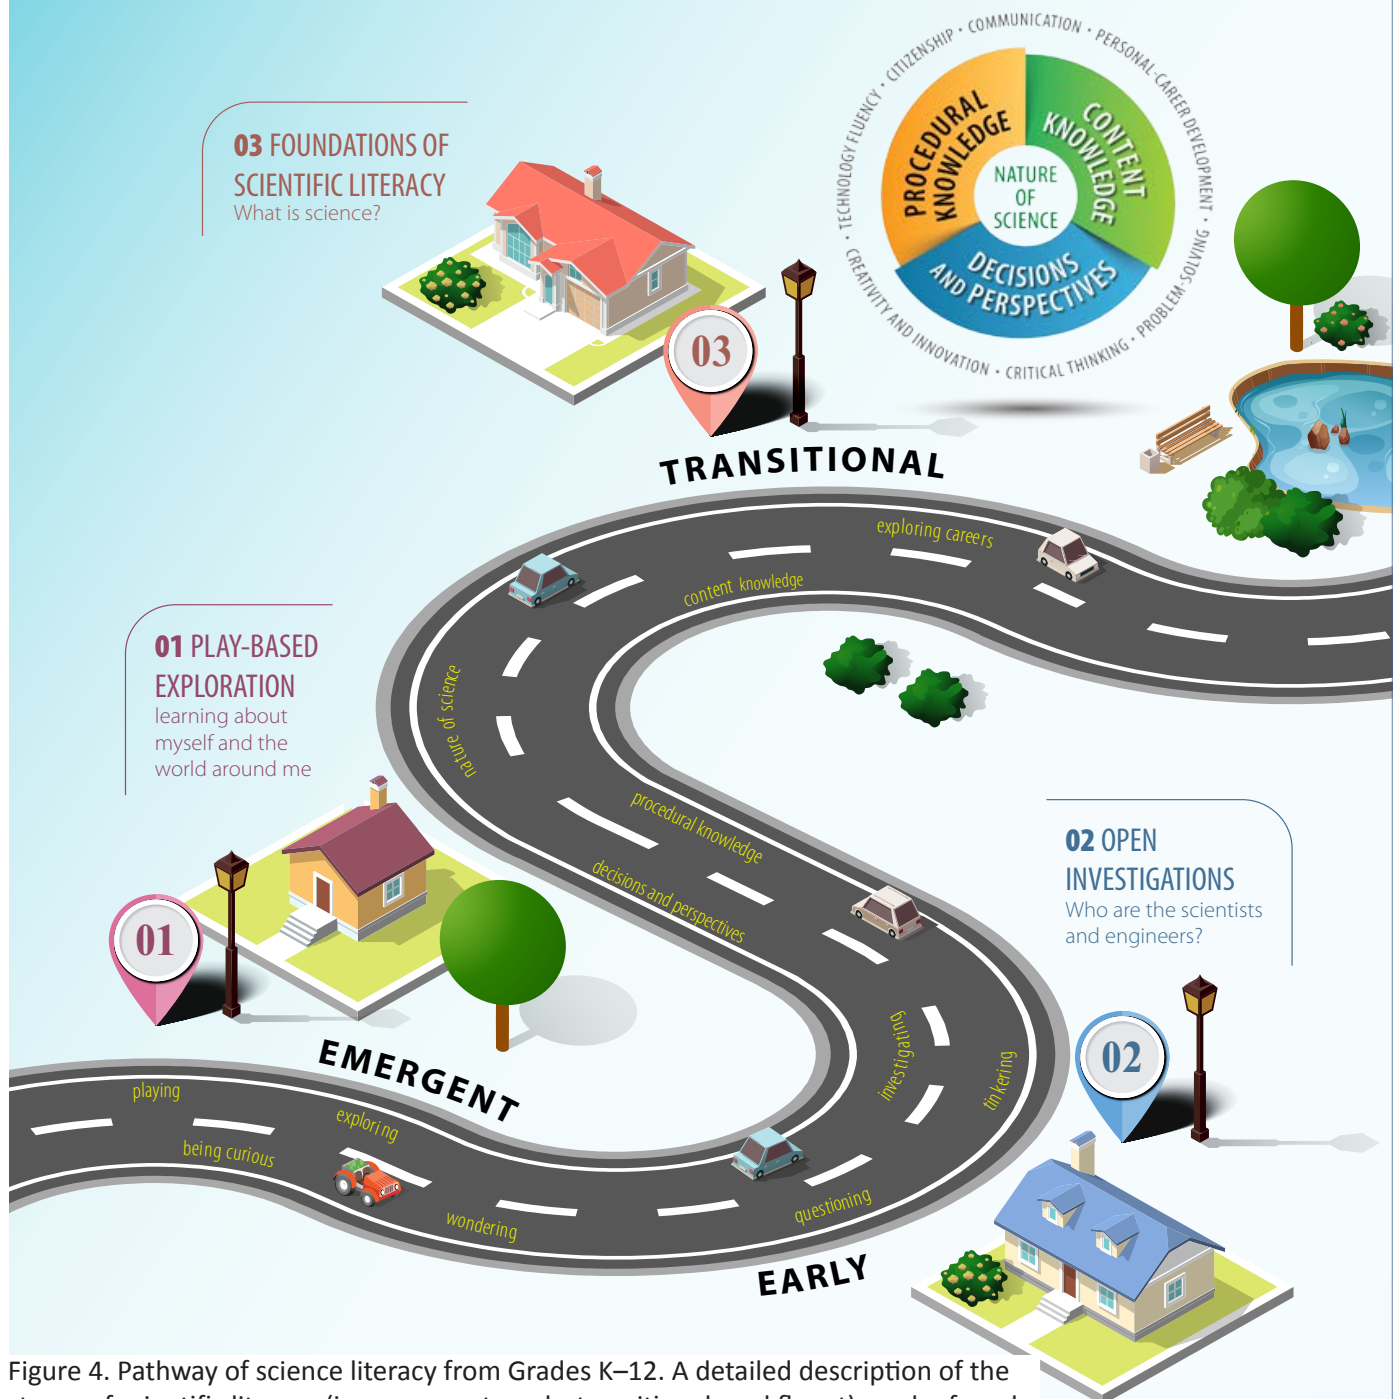 CITIZENSHIP • COMMUNICATION • PERSONAL-CAREER DEVELOPMENT • PROBLEM-SOLVING • CRITICAL THINKING • CREATIVITY AND INNOVATION • TECHNOLOGY FLUENCY •
PROCEDURAL
KNOWLEDGE
CONTENT
KNOWLEDGE
NATURE
OF
SCIENCE
DECISIONS
AND PERSPECTIVES
03 FOUNDATIONS OF
SCIENTIFIC LITERACY
What is science?
03
TRANSITIONAL
exploring careers
content knowledge
nature of science
01 PLAY-BASED
EXPLORATION
learning about
myself and the
world around me
procedural knowledge
decisions and perspectives
02 OPEN
INVESTIGATIONS
Who are the scientists
and engineers?
01
02
investigating
tinkering
EMERGENT
playing
exploring
being curious
wondering
questioning
EARLY
Figure 4. Pathway of science literacy from Grades K–12. A detailed description of the